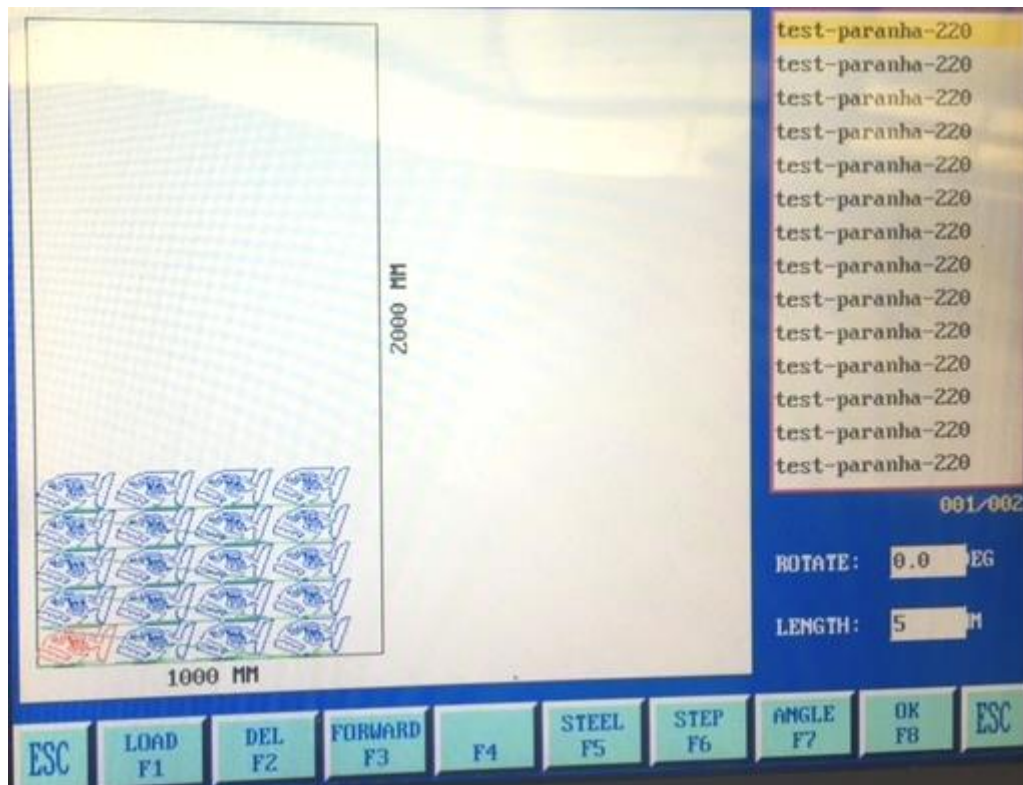 test-paranha-220
test-paranha-220
test-paranha-220
test-paranha-220
test-paranha-220
test-paranha-220
test-paranha-220
test-paranha-220
test-paranha-220
test-paranha-220
test-paranha-220
test-paranha-220
test-paranha-220
test-paranha-220
001/002
2000 MM
1000 MM
ROTATE: 0.0 DEG
LENGTH: 5 M
ESC
LOAD
F1
DEL
F2
FORWARD
F3
F4
STEEL
F5
STEP
F6
ANGLE
F7
OK
F8
ESC